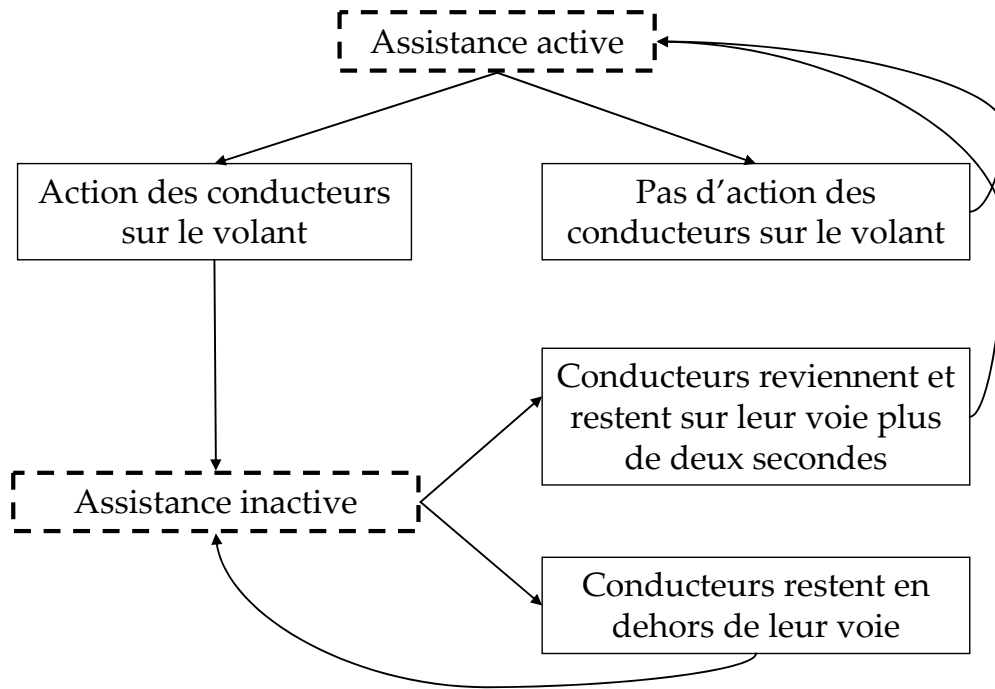 Assistance active
Action des conducteurs
sur le volant
Pas d’action des
conducteurs sur le volant
Conducteurs reviennent et
restent sur leur voie plus
de deux secondes
Assistance inactive
Conducteurs restent en
dehors de leur voie